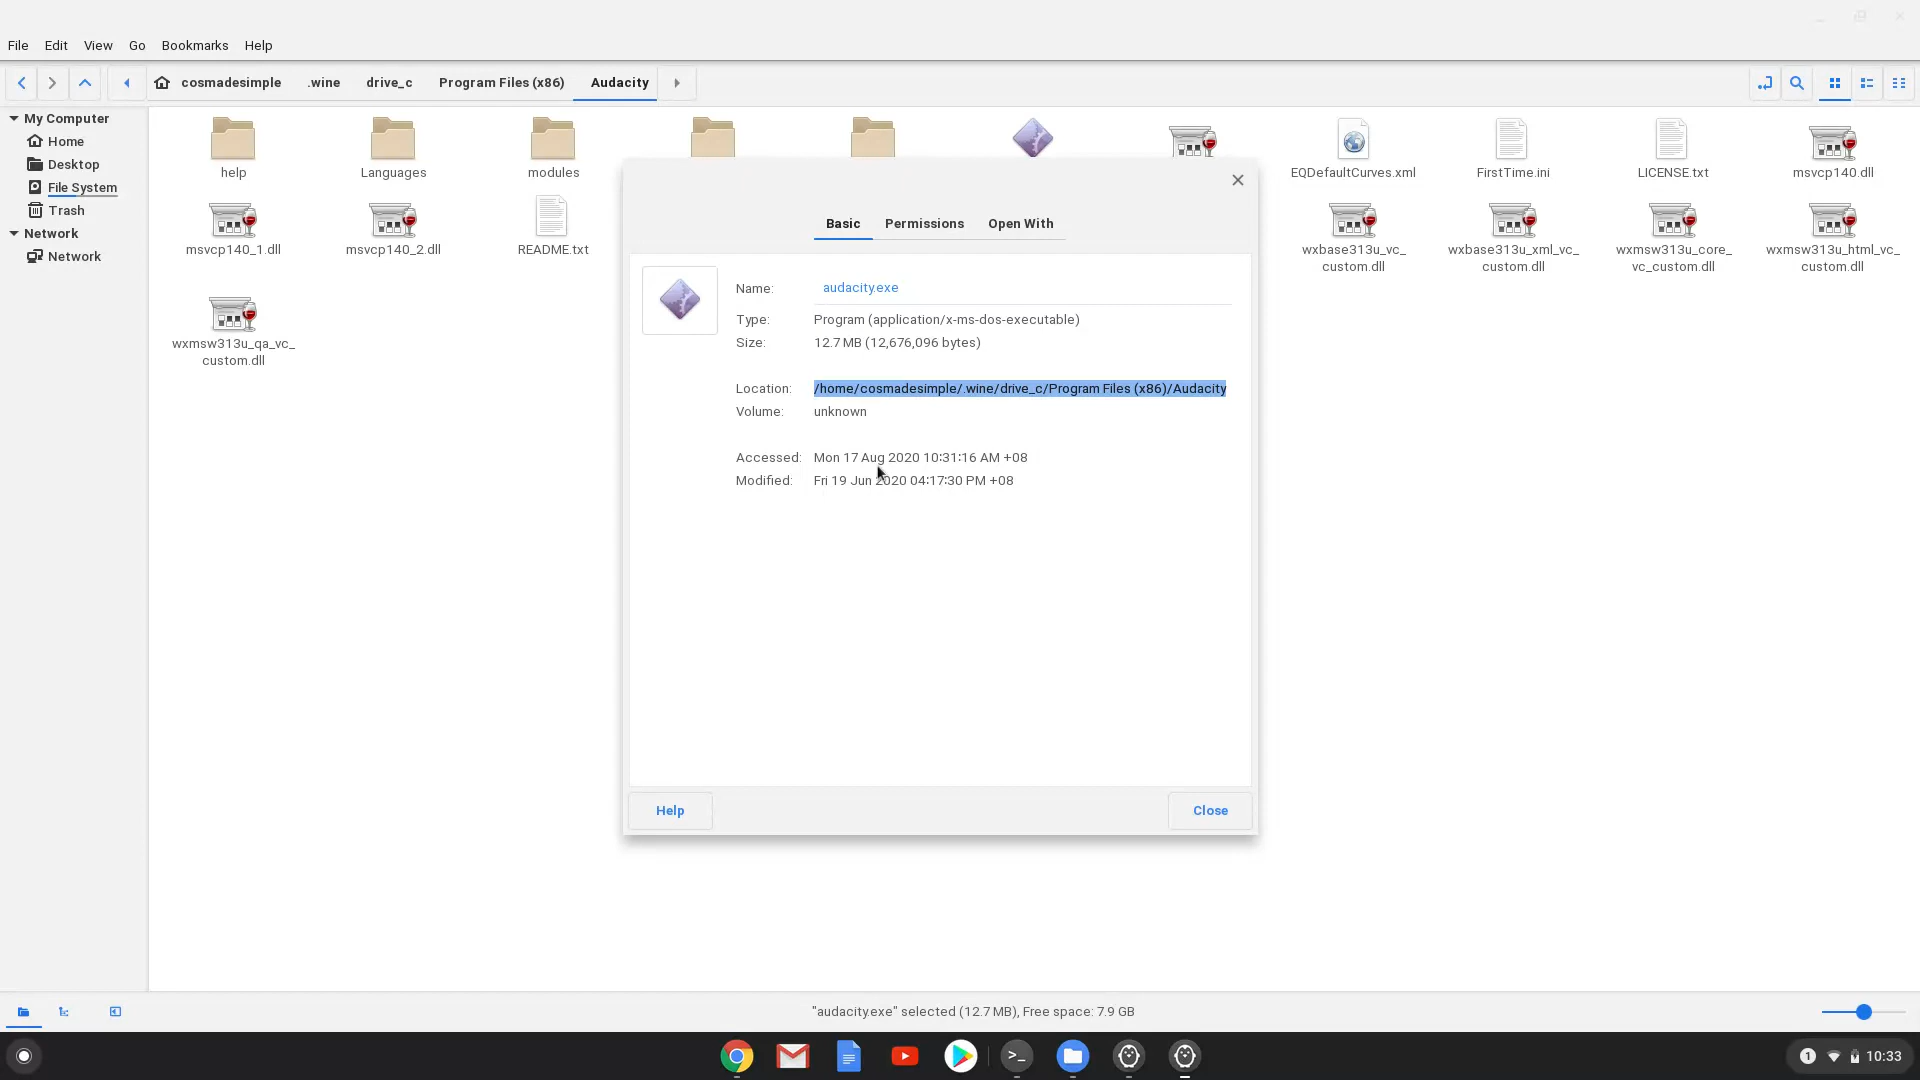 File Edit View Go Bookmarks Help
cosmadesimple .wine drive_c Program Files (x86) Audacity
My Computer
Home
Desktop
File System
Trash
Network
Network
help
Languages
modules
EQDefaultCurves.xml
FirstTime.ini
LICENSE.txt
msvcp140.dll
msvcp140_1.dll
msvcp140_2.dll
README.txt
wxbase313u_vc_
custom.dll
wxbase313u_xml_vc_
custom.dll
wxmsw313u_core_
vc_custom.dll
wxmsw313u_html_vc_
custom.dll
wxmsw313u_qa_vc_
custom.dll
Basic Permissions Open With
Name: audacity.exe
Type: Program (application/x-ms-dos-executable)
Size: 12.7 MB (12,676,096 bytes)
Location: /home/cosmadesimple/.wine/drive_c/Program Files (x86)/Audacity
Volume: unknown
Accessed: Mon 17 Aug 2020 10:31:16 AM +08
Modified: Fri 19 Jun 2020 04:17:30 PM +08
Help Close
"audacity.exe" selected (12.7 MB), Free space: 7.9 GB
1 10:33